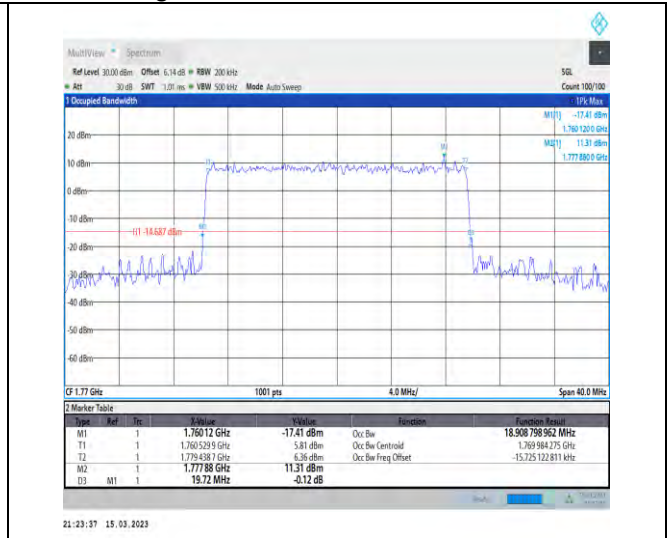 MultiView Spectrum
Ref Level 30.00 dBm Offset 6.14 dB RBW 200 kHz SGL
Att 30 dB SWT 1.01 ms VBW 500 kHz Mode Auto Sweep Count 100/100
1 Occupied Bandwidth 1Pk Max
M1[1] -17.41 dBm
1.760 120 0 GHz
M2[1] 11.31 dBm
1.777 880 0 GHz
20 dBm
M2
T1 T2
10 dBm
0 dBm
-10 dBm
H1 -14.687 dBm
-20 dBm
-30 dBm
-40 dBm
-50 dBm
-60 dBm
CF 1.77 GHz 1001 pts 4.0 MHz/ Span 40.0 MHz
2 Marker Table
Type Ref Trc X-Value Y-Value Function Function Result
M1 1 1.76012 GHz -17.41 dBm Occ Bw 18.908 798 962 MHz
T1 1 1.760 529 9 GHz 5.81 dBm Occ Bw Centroid 1.769 984 275 GHz
T2 1 1.779 438 7 GHz 6.36 dBm Occ Bw Freq Offset -15.725 122 811 kHz
M2 1 1.777 88 GHz 11.31 dBm
D3 M1 1 19.72 MHz -0.12 dB
21:23:37 15.03.2023